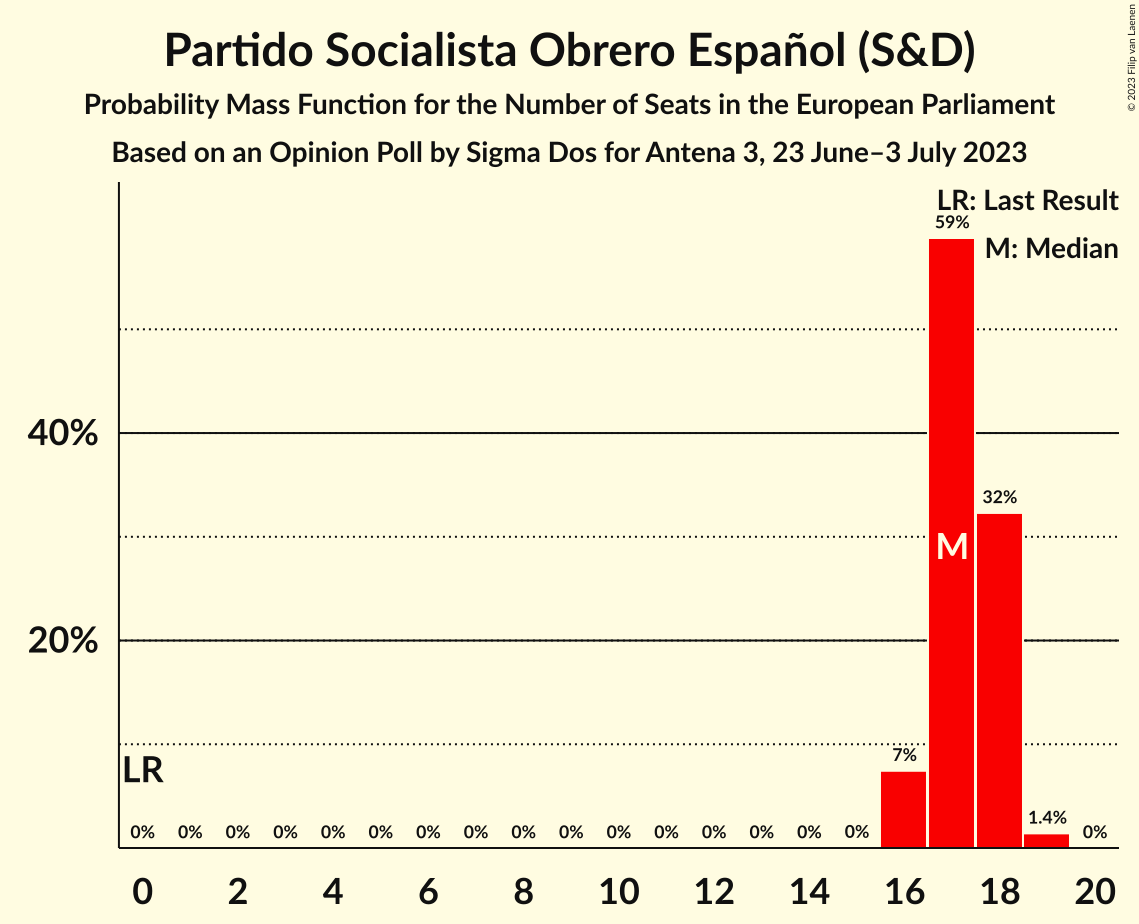 Partido Socialista Obrero Español (S&D)
Probability Mass Function for the Number of Seats in the European Parliament
Based on an Opinion Poll by Sigma Dos for Antena 3, 23 June–3 July 2023
© 2023 Filip van Laenen
LR: Last Result
59%
M: Median
40%
32%
M
20%
7%
LR
1.4%
0% 0% 0% 0% 0% 0% 0% 0% 0% 0% 0% 0% 0% 0% 0% 0% 0%
0 2 4 6 8 10 12 14 16 18 20